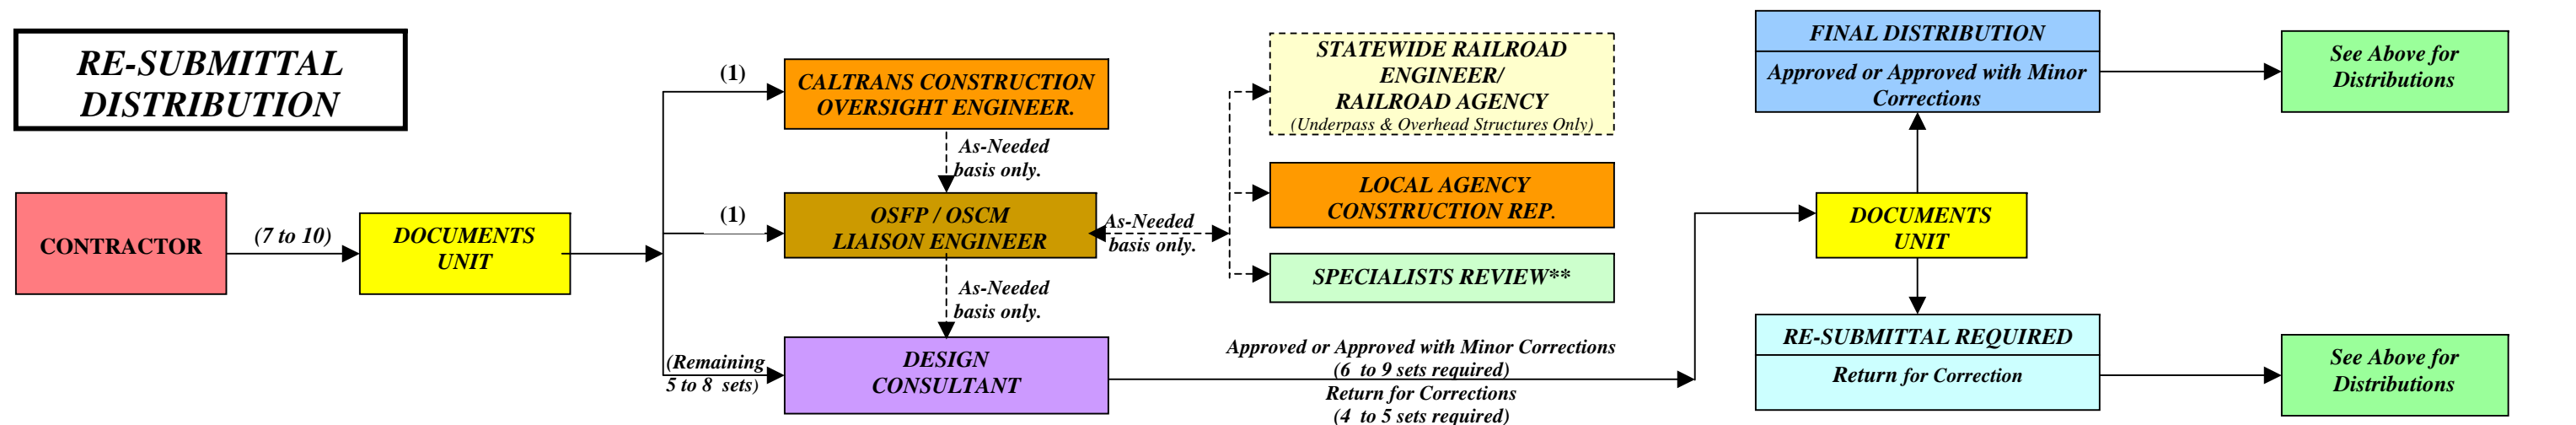 RE-SUBMITTAL
DISTRIBUTION
CONTRACTOR
(7 to 10)
DOCUMENTS
UNIT
(1)
(1)
(Remaining
5 to 8 sets)
CALTRANS CONSTRUCTION
OVERSIGHT ENGINEER.
As-Needed
basis only.
OSFP / OSCM
LIAISON ENGINEER
As-Needed
basis only.
DESIGN
CONSULTANT
As-Needed
basis only.
STATEWIDE RAILROAD
ENGINEER/
RAILROAD AGENCY
(Underpass & Overhead Structures Only)
LOCAL AGENCY
CONSTRUCTION REP.
SPECIALISTS REVIEW**
Approved or Approved with Minor Corrections
(6 to 9 sets required)
Return for Corrections
(4 to 5 sets required)
FINAL DISTRIBUTION
Approved or Approved with Minor
Corrections
DOCUMENTS
UNIT
RE-SUBMITTAL REQUIRED
Return for Correction
See Above for
Distributions
See Above for
Distributions